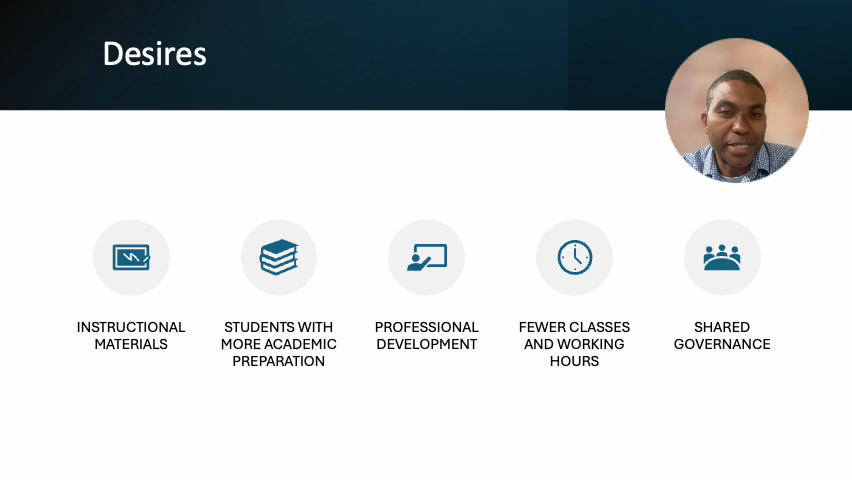 Desires
INSTRUCTIONAL
MATERIALS
STUDENTS WITH
MORE ACADEMIC
PREPARATION
PROFESSIONAL
DEVELOPMENT
FEWER CLASSES
AND WORKING
HOURS
SHARED
GOVERNANCE